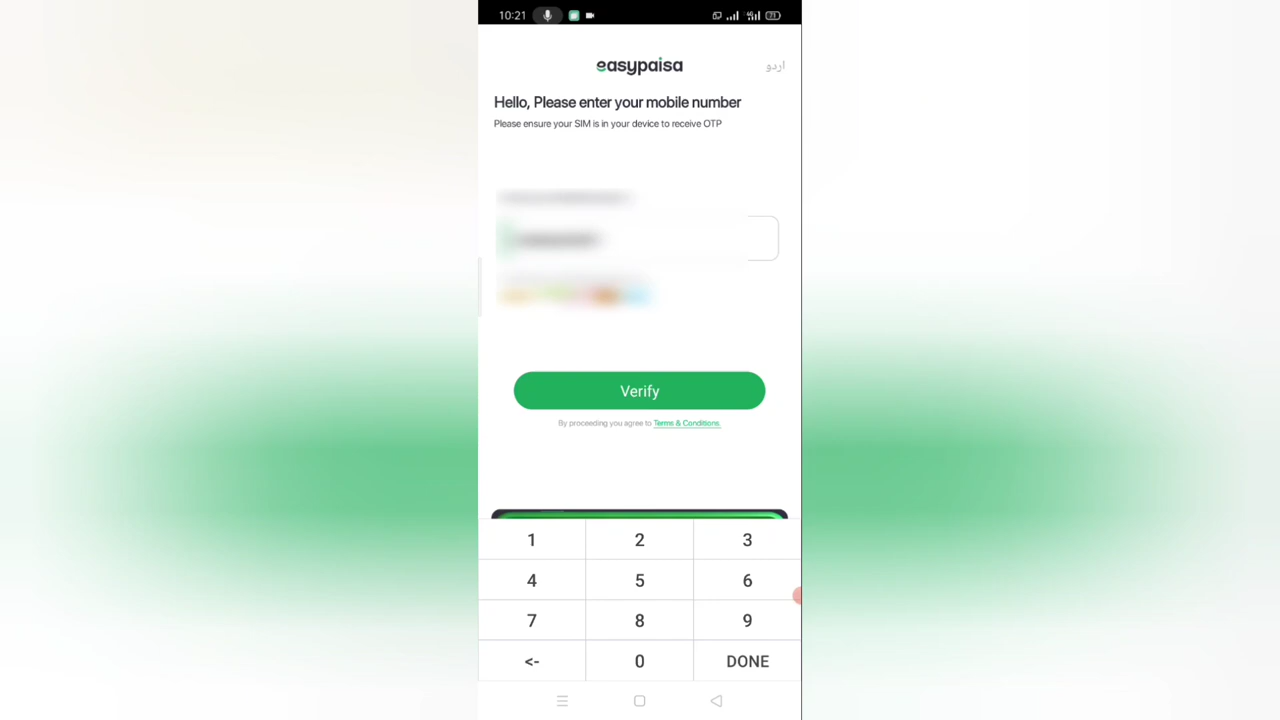 10:21
4G
71
easypaisa
اردو
Hello, Please enter your mobile number
Please ensure your SIM is in your device to receive OTP
Verify
By proceeding you agree to Terms & Conditions.
1 2 3
4 5 6
7 8 9
<- 0 DONE